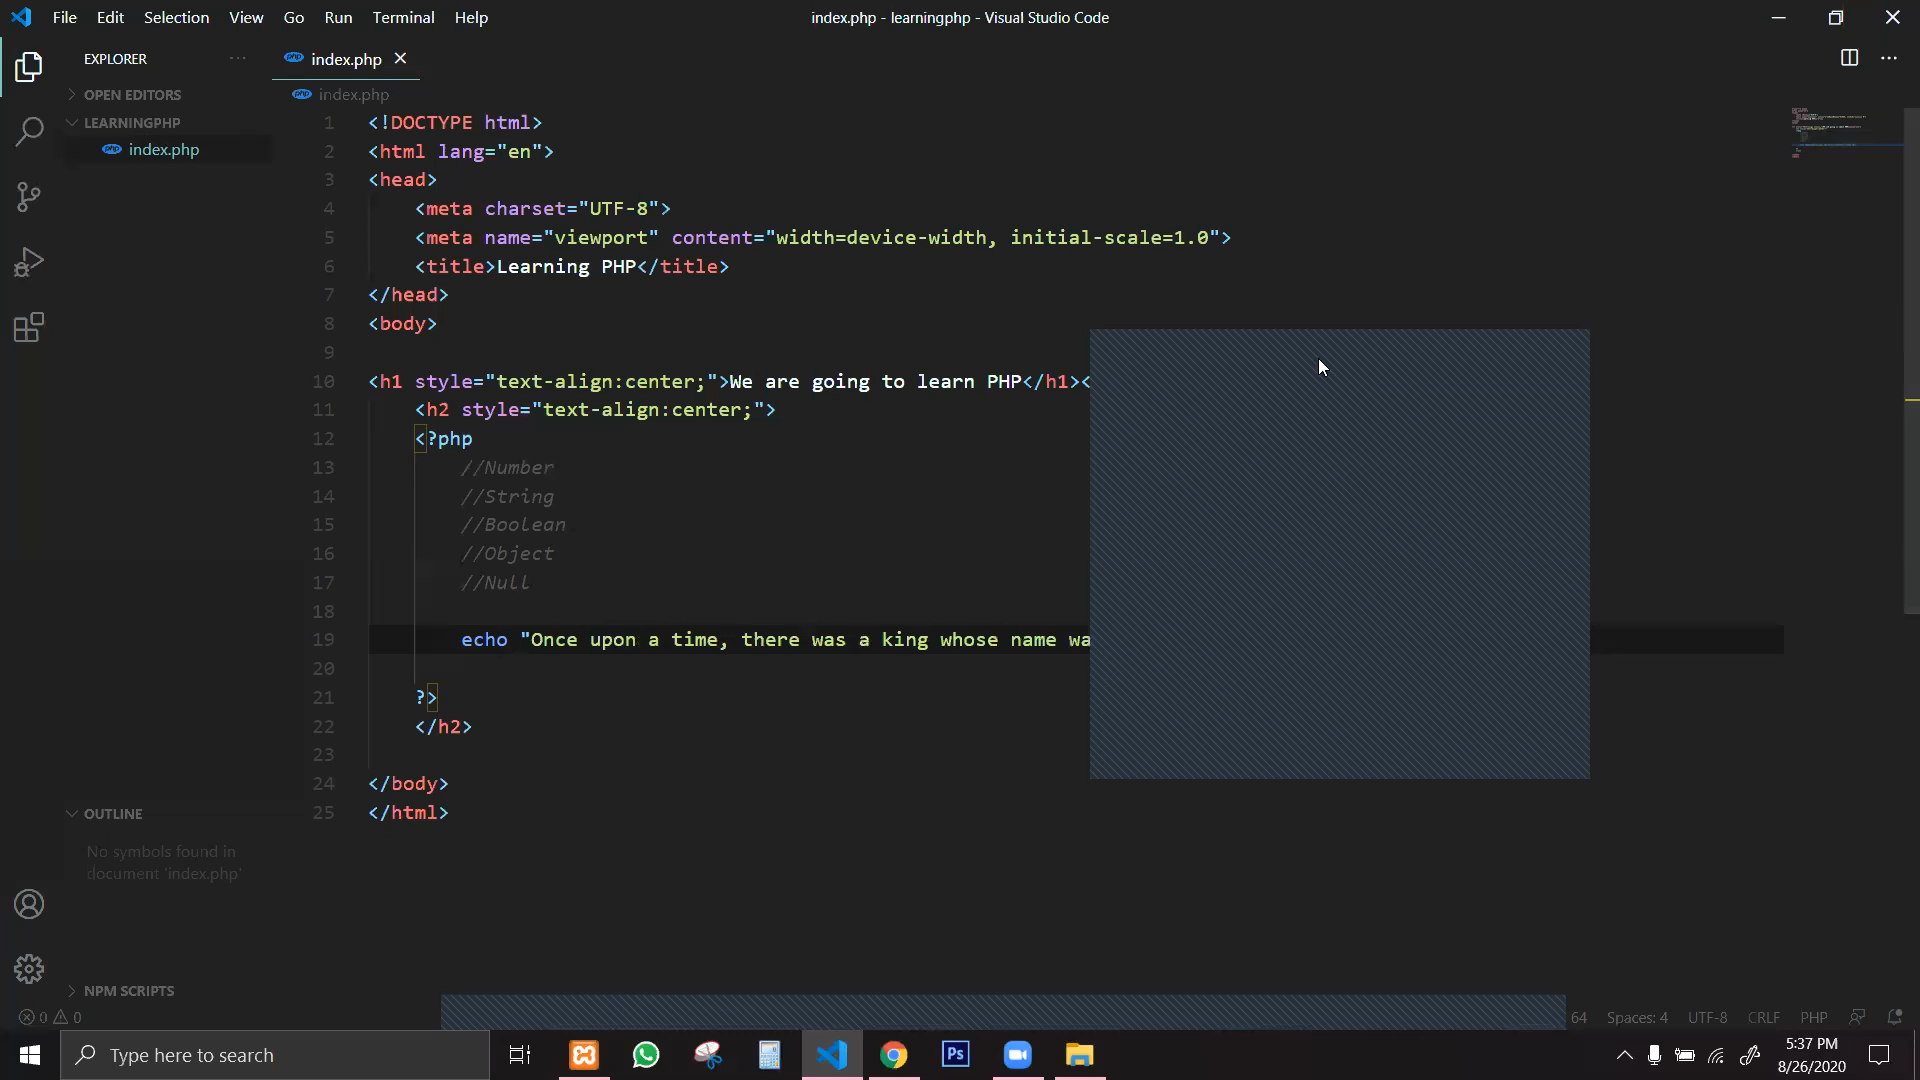 File Edit Selection View Go Run Terminal Help
index.php - learningphp - Visual Studio Code
EXPLORER
index.php
OPEN EDITORS
index.php
LEARNINGPHP
index.php
1 <!DOCTYPE html>
2 <html lang="en">
3 <head>
4 <meta charset="UTF-8">
5 <meta name="viewport" content="width=device-width, initial-scale=1.0">
6 <title>Learning PHP</title>
7 </head>
8 <body>
9
10 <h1 style="text-align:center;">We are going to learn PHP</h1><
11 <h2 style="text-align:center;">
12 <?php
13 //Number
14 //String
15 //Boolean
16 //Object
17 //Null
18
19 echo "Once upon a time, there was a king whose name wa
20
21 ?>
22 </h2>
23
24 </body>
25 </html>
OUTLINE
No symbols found in
document 'index.php'
NPM SCRIPTS
0 0
64 Spaces: 4 UTF-8 CRLF PHP
Type here to search
Ps
5:37 PM
8/26/2020